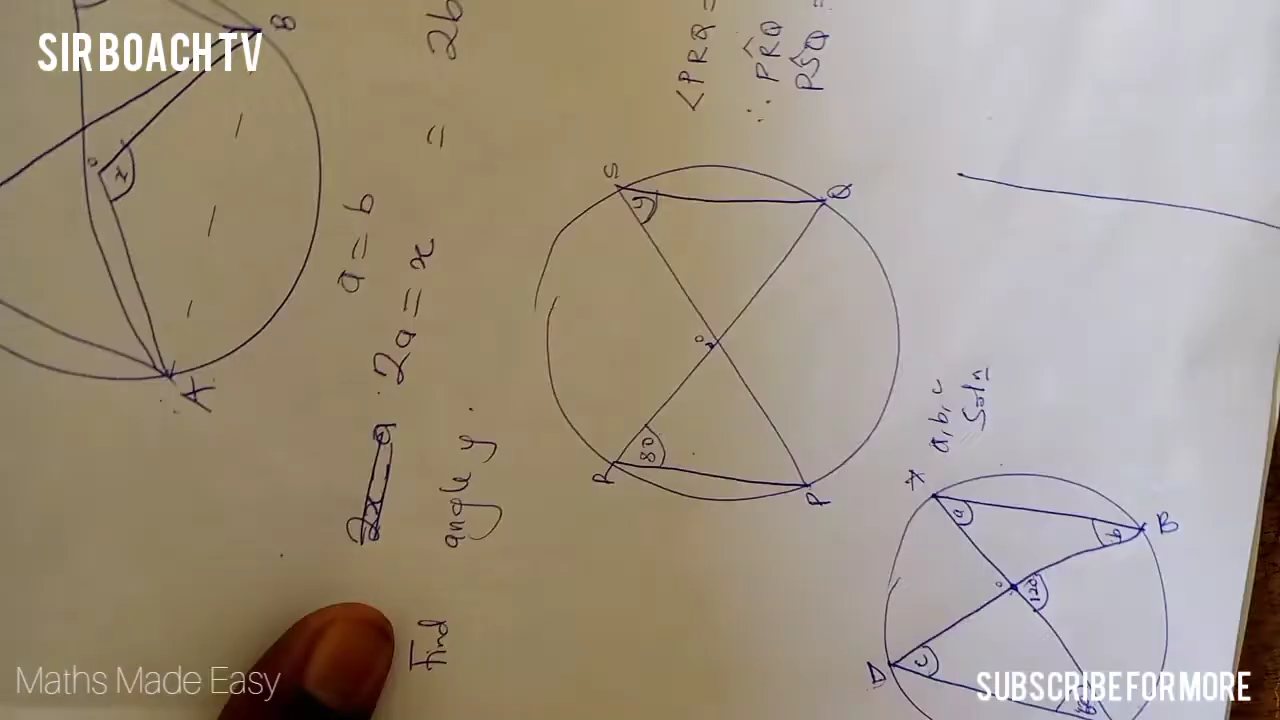 SIR BOACH TV
B
x
A
a = b
2a = x = 2b
Find angle y.
S
Q
y
O
R
80
P
<PRQ =
∴ PR̂Q
PŜQ =
a, b, c
Soln
A
a
b
B
O
120
D
c
Maths Made Easy
SUBSCRIBE FOR MORE